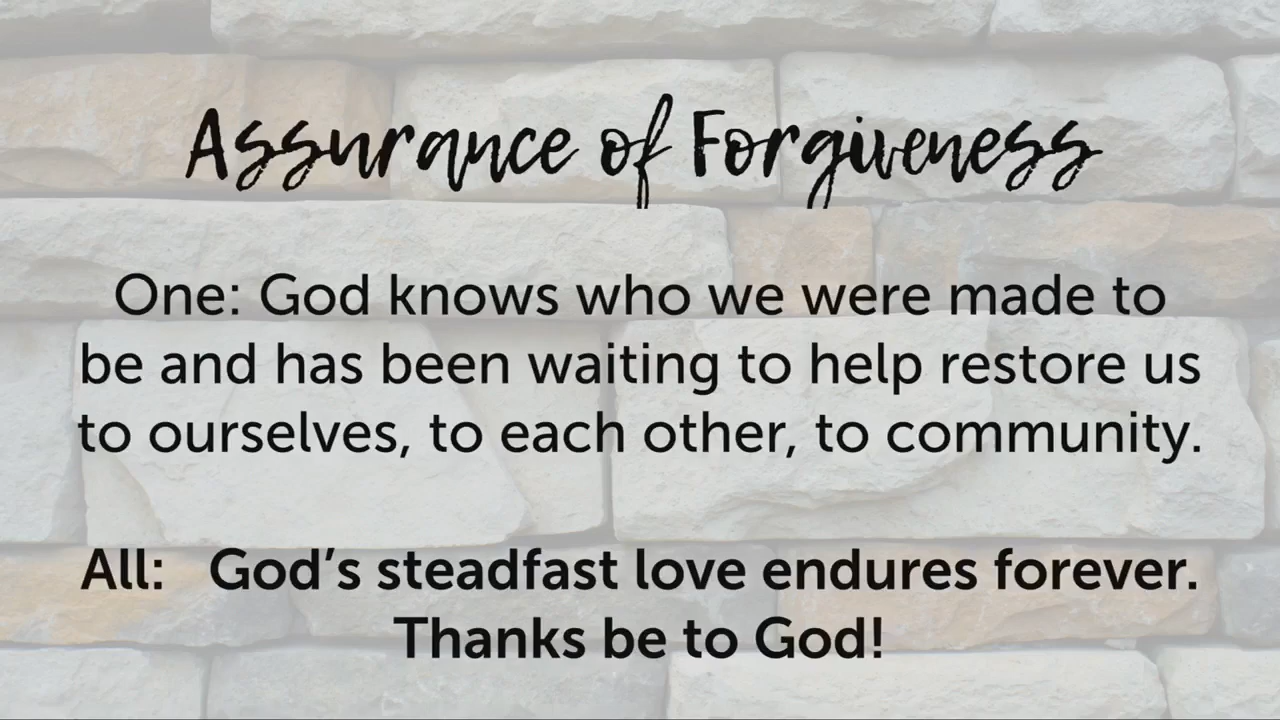 Assurance of Forgiveness
One: God knows who we were made to
be and has been waiting to help restore us
to ourselves, to each other, to community.
All: God’s steadfast love endures forever.
Thanks be to God!